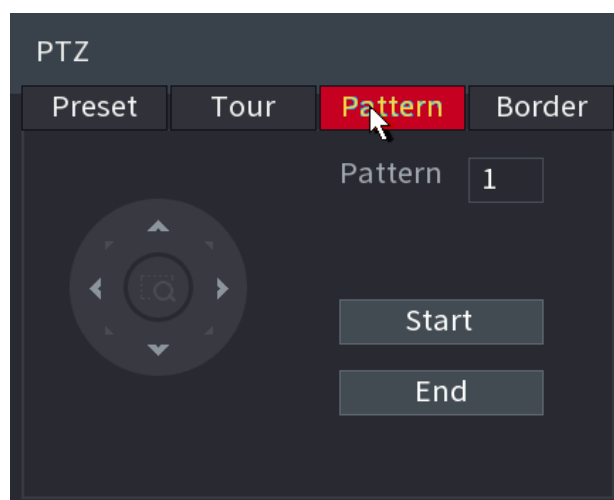 PTZ
Preset Tour Pattern Border
Pattern 1
Start
End